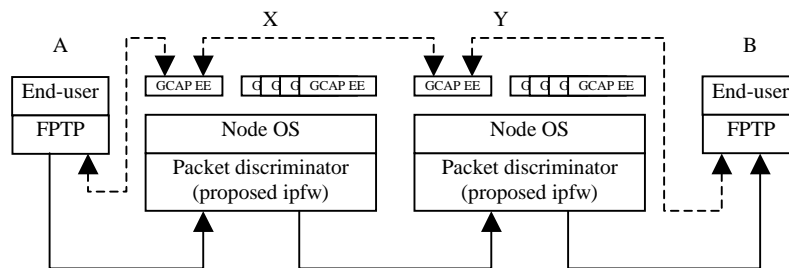 X Y
A B
GCAP EE G G G GCAP EE GCAP EE G G G GCAP EE
End-user End-user
FPTP Node OS Node OS FPTP
Packet discriminator Packet discriminator
(proposed ipfw) (proposed ipfw)